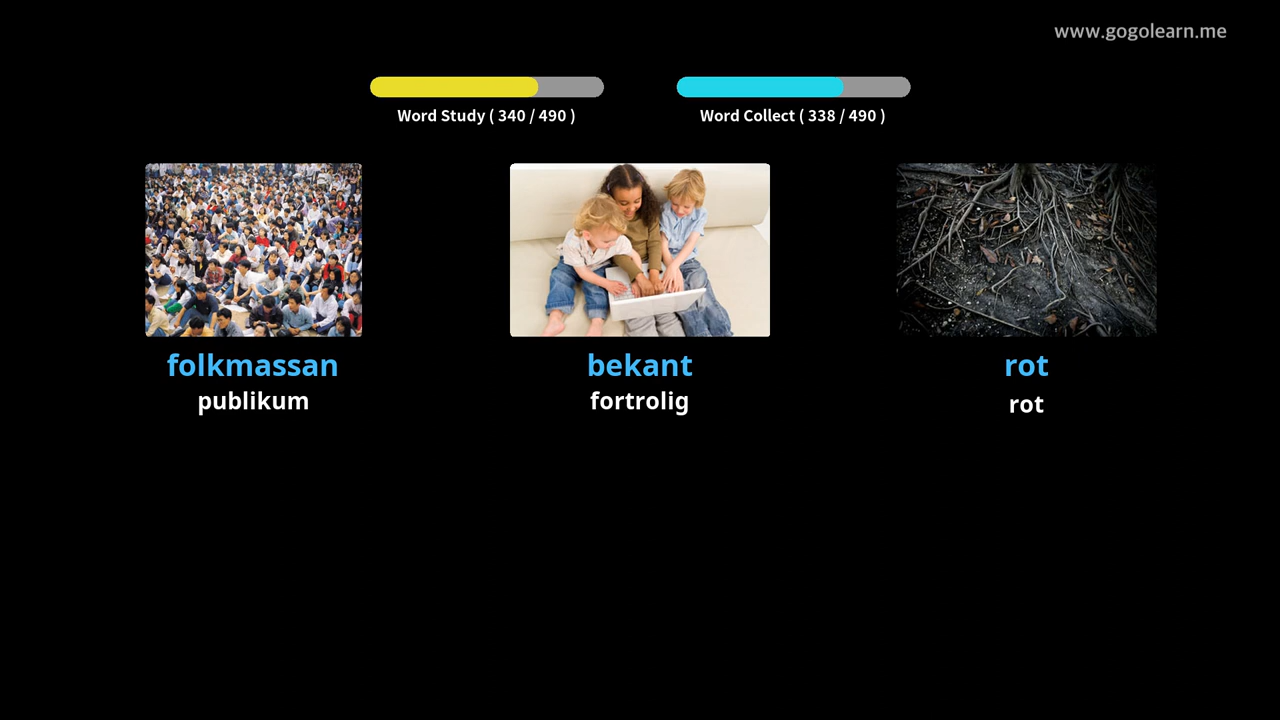 www.gogolearn.me
Word Study ( 340 / 490 )
Word Collect ( 338 / 490 )
folkmassan
publikum
bekant
fortrolig
rot
rot